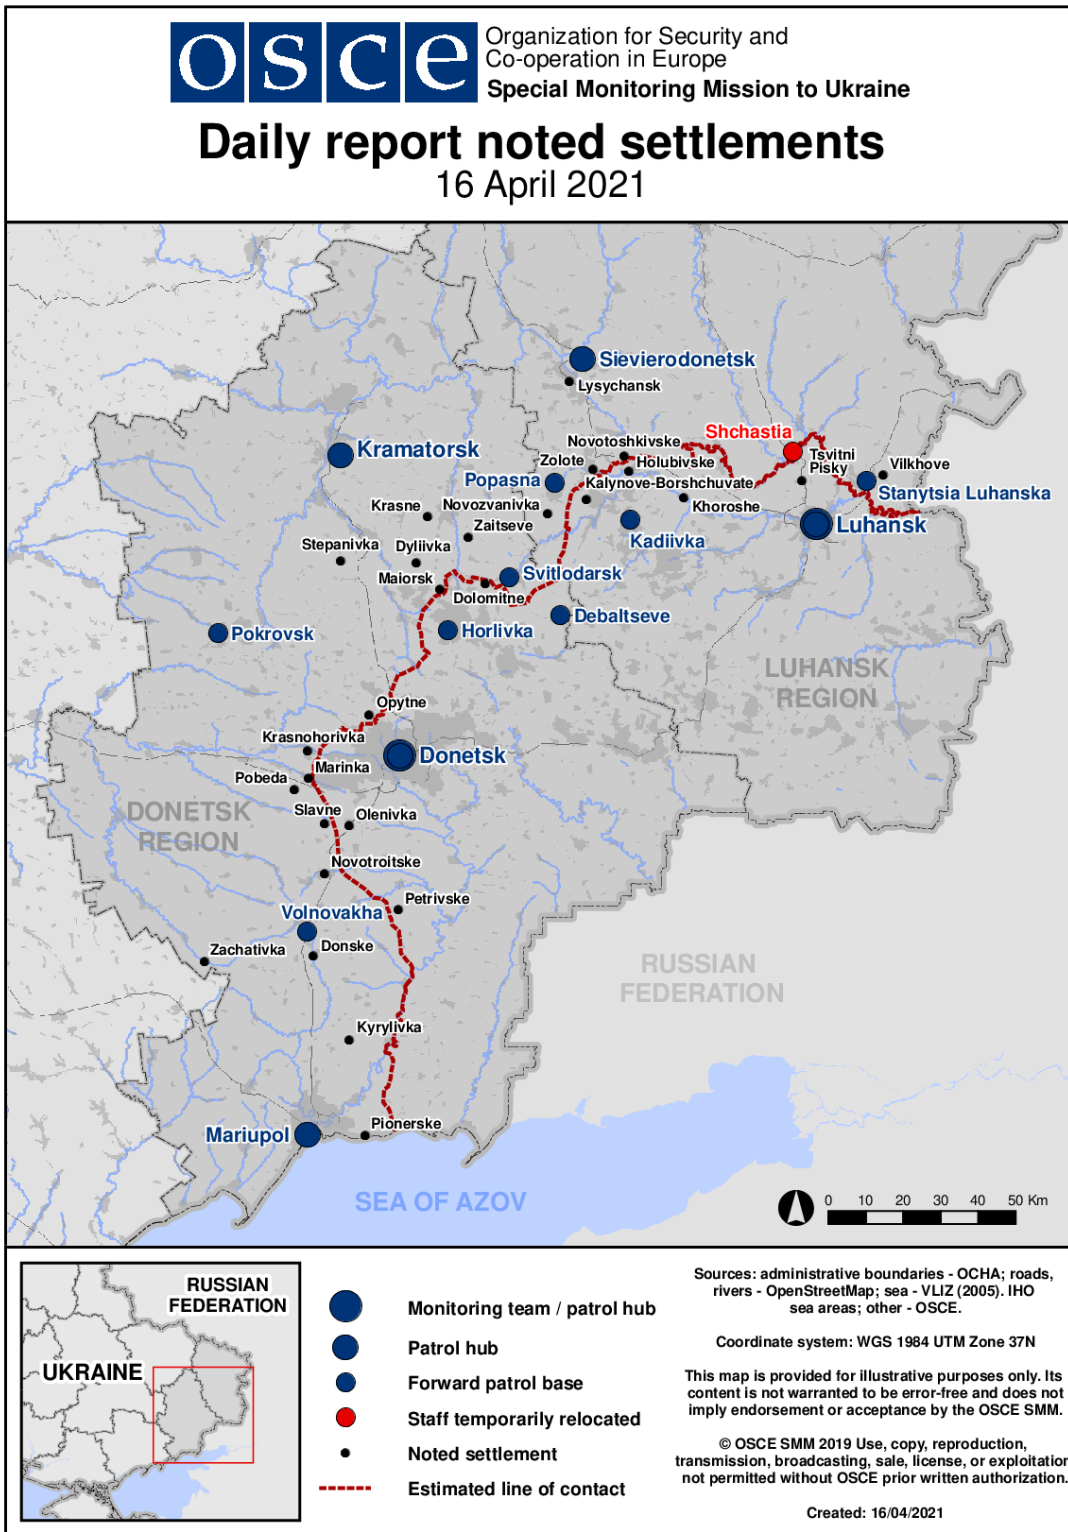 osce
Organization for Security and
Co-operation in Europe
Special Monitoring Mission to Ukraine
Daily report noted settlements
16 April 2021
Sievierodonetsk
Lysychansk
Kramatorsk
Shchastia
Novotoshkivske
Tsvitni
Pisky
Zolote
Holubivske
Vilkhove
Popasna
Kalynove-Borshchuvate
Stanytsia Luhanska
Krasne
Novozvanivka
Khoroshe
Zaitseve
Luhansk
Kadiivka
Stepanivka
Dyliivka
Maiorsk
Svitlodarsk
Dolomitne
Debaltseve
Pokrovsk
Horlivka
LUHANSK
REGION
Opytne
Krasnohorivka
Donetsk
Marinka
Pobeda
DONETSK
REGION
Slavne
Olenivka
Novotroitske
Petrivske
Volnovakha
Zachativka
Donske
RUSSIAN
FEDERATION
Kyrylivka
Pionerske
Mariupol
SEA OF AZOV
0 10 20 30 40 50 Km
RUSSIAN
FEDERATION
UKRAINE
Monitoring team / patrol hub
Patrol hub
Forward patrol base
Staff temporarily relocated
Noted settlement
Estimated line of contact
Sources: administrative boundaries - OCHA; roads,
rivers - OpenStreetMap; sea - VLIZ (2005). IHO
sea areas; other - OSCE.
Coordinate system: WGS 1984 UTM Zone 37N
This map is provided for illustrative purposes only. Its
content is not warranted to be error-free and does not
imply endorsement or acceptance by the OSCE SMM.
© OSCE SMM 2019 Use, copy, reproduction,
transmission, broadcasting, sale, license, or exploitation
not permitted without OSCE prior written authorization.
Created: 16/04/2021